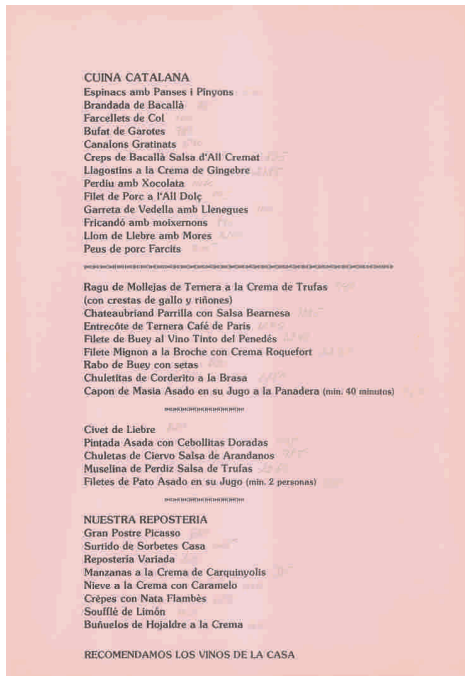 CUINA CATALANA
Espinacs amb Panses i Pinyons
Brandada de Bacallà
Farcellets de Col
Bufat de Garotes
Canalons Gratinats
Creps de Bacallà Salsa d'All Cremat
Llagostins a la Crema de Gingebre
Perdiu amb Xocolata
Filet de Porc a l'All Dolç
Garreta de Vedella amb Llenegues
Fricandó amb moixernons
Llom de Llebre amb Mores
Peus de porc Farcits
Ragu de Mollejas de Ternera a la Crema de Trufas
(con crestas de gallo y riñones)
Chateaubriand Parrilla con Salsa Bearnesa
Entrecôte de Ternera Café de París
Filete de Buey al Vino Tinto del Penedés
Filete Mignon a la Broche con Crema Roquefort
Rabo de Buey con setas
Chuletitas de Corderito a la Brasa
Capon de Masia Asado en su Jugo a la Panadera (min. 40 minutos)
Civet de Liebre
Pintada Asada con Cebollitas Doradas
Chuletas de Ciervo Salsa de Arandanos
Muselina de Perdiz Salsa de Trufas
Filetes de Pato Asado en su Jugo (min. 2 personas)
NUESTRA REPOSTERIA
Gran Postre Picasso
Surtido de Sorbetes Casa
Repostería Variada
Manzanas a la Crema de Carquinyolis
Nieve a la Crema con Caramelo
Crêpes con Nata Flambès
Soufflé de Limón
Buñuelos de Hojaldre a la Crema
RECOMENDAMOS LOS VINOS DE LA CASA